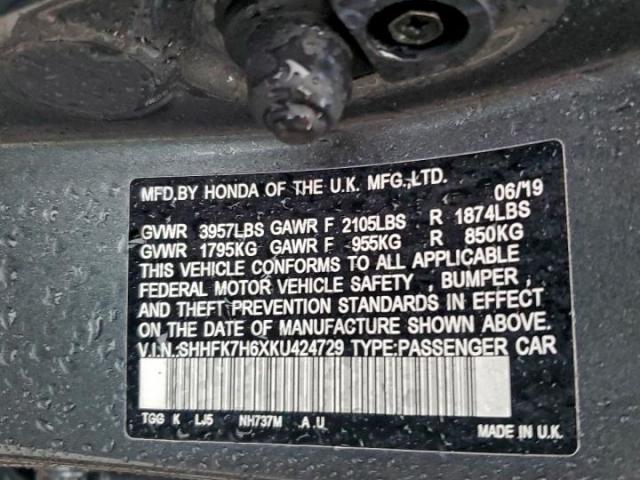 MFD.BY HONDA OF THE U.K. MFG.,LTD. 06/19
GVWR 3957LBS GAWR F 2105LBS R 1874LBS
GVWR 1795KG GAWR F 955KG R 850KG
THIS VEHICLE CONFORMS TO ALL APPLICABLE
FEDERAL MOTOR VEHICLE SAFETY , BUMPER ,
AND THEFT PREVENTION STANDARDS IN EFFECT
ON THE DATE OF MANUFACTURE SHOWN ABOVE.
V.I.N.:SHHFK7H6XKU424729 TYPE:PASSENGER CAR
TGG K LJ5 NH737M A U
MADE IN U.K.